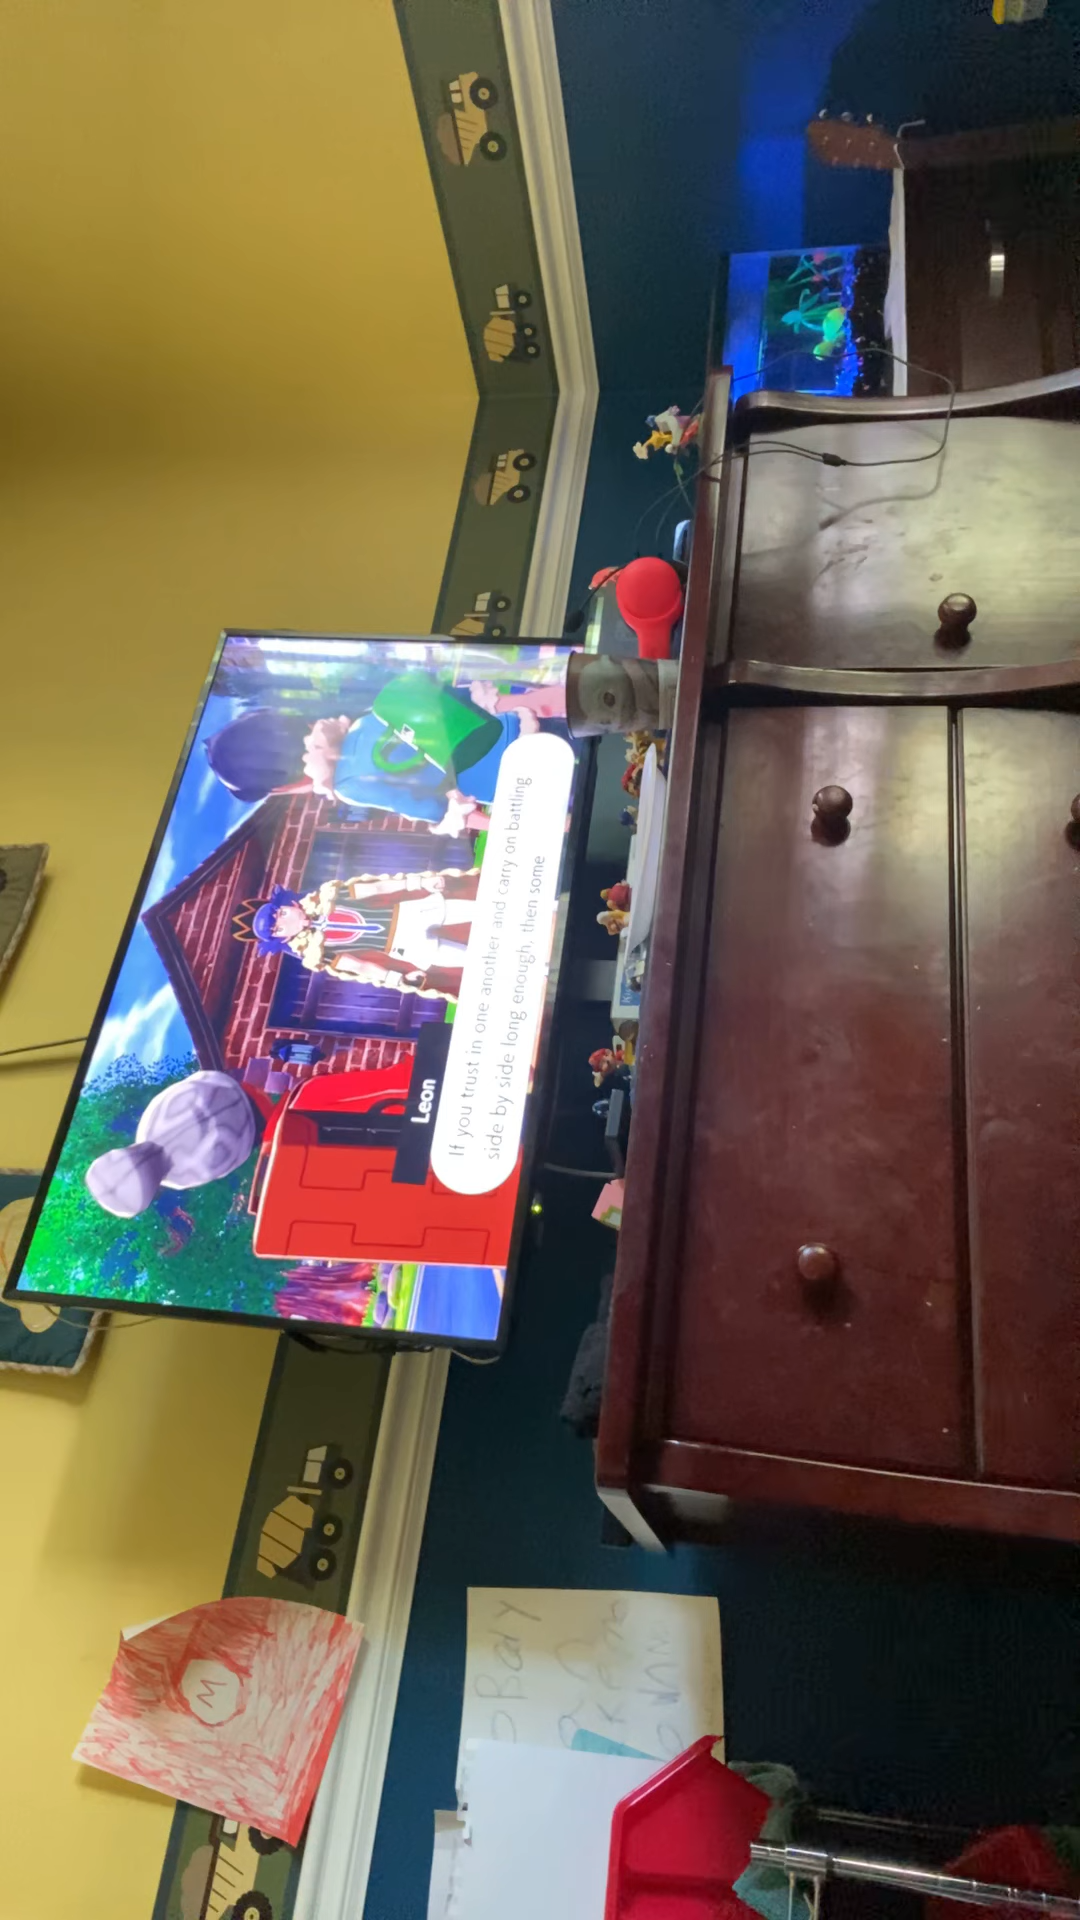 Leon
If you trust in one another and carry on battling
side by side long enough, then some
M